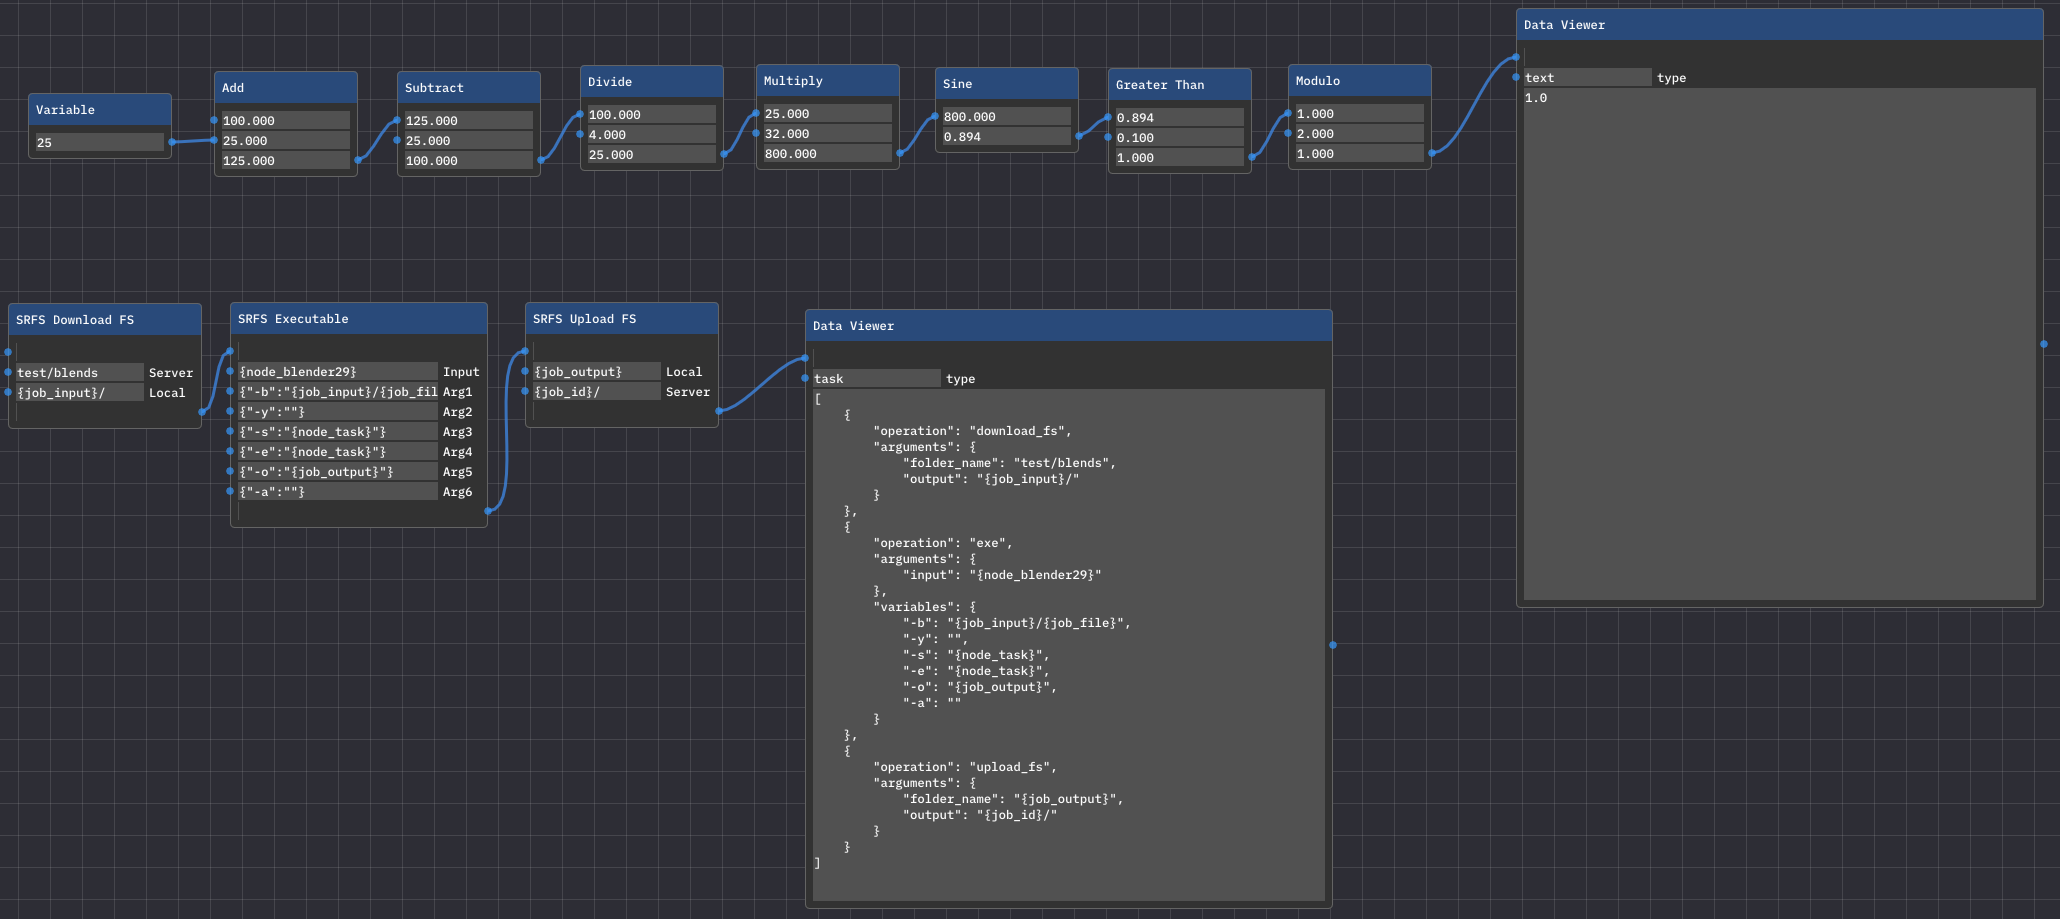 Variable
25
Add
100.000
25.000
125.000
Subtract
125.000
25.000
100.000
Divide
100.000
4.000
25.000
Multiply
25.000
32.000
800.000
Sine
800.000
0.894
Greater Than
0.894
0.100
1.000
Modulo
1.000
2.000
1.000
Data Viewer
text type
1.0
SRFS Download FS
test/blends Server
{job_input}/ Local
SRFS Executable
{node_blender29} Input
{"-b":"{job_input}/{job_fil Arg1
{"-y":""} Arg2
{"-s":"{node_task}"} Arg3
{"-e":"{node_task}"} Arg4
{"-o":"{job_output}"} Arg5
{"-a":""} Arg6
SRFS Upload FS
{job_output} Local
{job_id}/ Server
Data Viewer
task type
[
    {
        "operation": "download_fs",
        "arguments": {
            "folder_name": "test/blends",
            "output": "{job_input}/"
        }
    },
    {
        "operation": "exe",
        "arguments": {
            "input": "{node_blender29}"
        },
        "variables": {
            "-b": "{job_input}/{job_file}",
            "-y": "",
            "-s": "{node_task}",
            "-e": "{node_task}",
            "-o": "{job_output}",
            "-a": ""
        }
    },
    {
        "operation": "upload_fs",
        "arguments": {
            "folder_name": "{job_output}",
            "output": "{job_id}/"
        }
    }
]